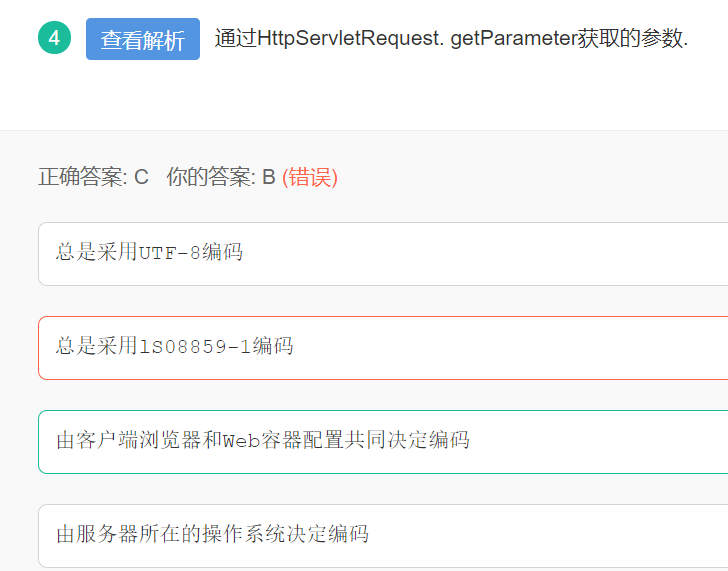 4 查看解析 通过HttpServletRequest. getParameter获取的参数.
正确答案: C 你的答案: B (错误)
总是采用UTF-8编码
总是采用lS08859-1编码
由客户端浏览器和Web容器配置共同决定编码
由服务器所在的操作系统决定编码